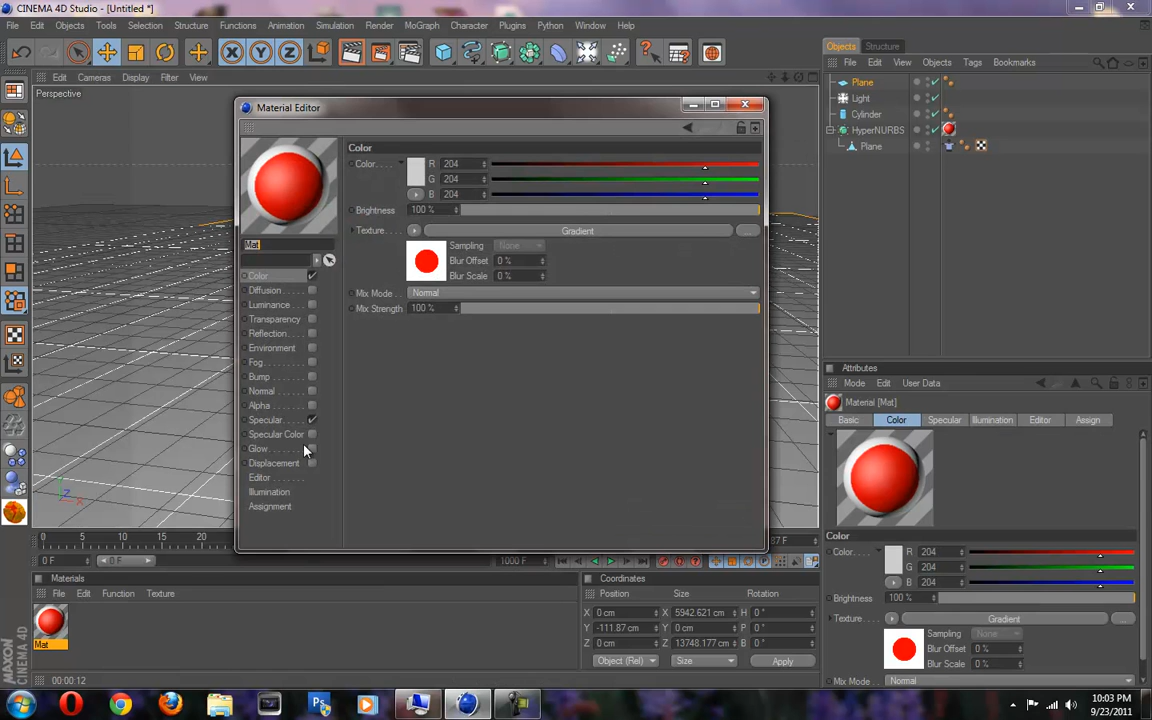 CINEMA 4D Studio - [Untitled *]
File Edit Objects Tools Selection Structure Functions Animation Render MoGraph Character Plugins Python Window Help
X Y Z
Edit Cameras Display Filter View
Perspective
Objects Structure
File Edit View Objects Tags Bookmarks
Plane
Light
Cylinder
HyperNURBS
Plane
Material Editor
Mat
Color
Diffusion
Luminance
Transparency
Reflection
Environment
Fog
Bump
Normal
Alpha
Specular
Specular Color
Glow
Displacement
Editor
Illumination
Assignment
Color
Color R 204
G 204
B 204
Brightness 100 %
Texture Gradient ...
Sampling None
Blur Offset 0 %
Blur Scale 0 %
Mix Mode Normal
Mix Strength 100 %
Attributes
Mode Edit User Data
Material [Mat]
Basic Color Specular Illumination Editor Assign
Color
Color R 204
G 204
B 204
Brightness 100 %
Texture Gradient ...
Sampling None
Blur Offset 0 %
Blur Scale 0 %
Mix Mode Normal
Z X
0 5 10 15 20
87 F
0 F 0 F 1000 F
Materials
File Edit Function Texture
Mat
Coordinates
Position Size Rotation
X 0 cm X 5942.621 cm H 0 °
Y -111.87 cm Y 0 cm P 0 °
Z 0 cm Z 13748.177 cm B 0 °
Object (Rel) Size Apply
MAXON
CINEMA 4D
00:00:12
Ps
10:03 PM
9/23/2011